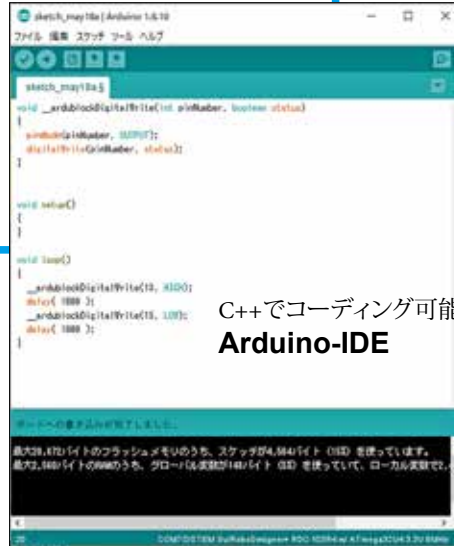 sketch_may18a | Arduino 1.8.10
ファイル 編集 スケッチ ツール ヘルプ
sketch_may18a §
void __ardublockDigitalWrite(int pinNumber, boolean status)
{
pinMode(pinNumber, OUTPUT);
digitalWrite(pinNumber, status);
}
void setup()
{
}
void loop()
{
__ardublockDigitalWrite(13, HIGH);
delay( 1000 );
__ardublockDigitalWrite(13, LOW);
delay( 1000 );
}
C++でコーディング可能
Arduino-IDE
ボードへの書き込みが完了しました。
最大28,672バイトのフラッシュメモリのうち、スケッチが4,564バイト (15%) を使っています。
最大2,560バイトのRAMのうち、グローバル変数が149バイト (5%) を使っていて、ローカル変数で2,4
20